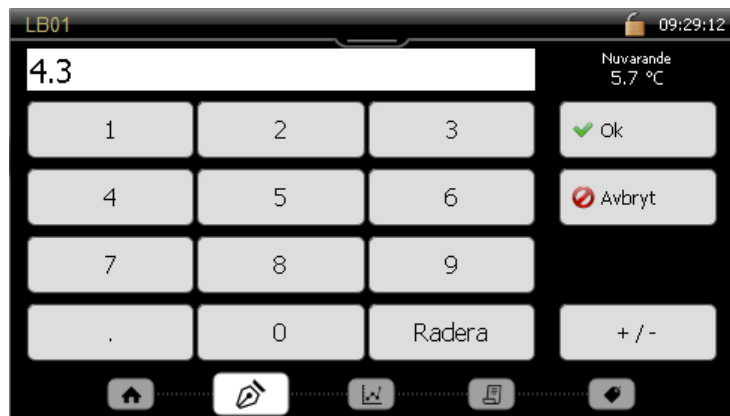 LB01
09:29:12
4.3
Nuvarande
5.7 °C
1 2 3 Ok
4 5 6 Avbryt
7 8 9
. 0 Radera + / -